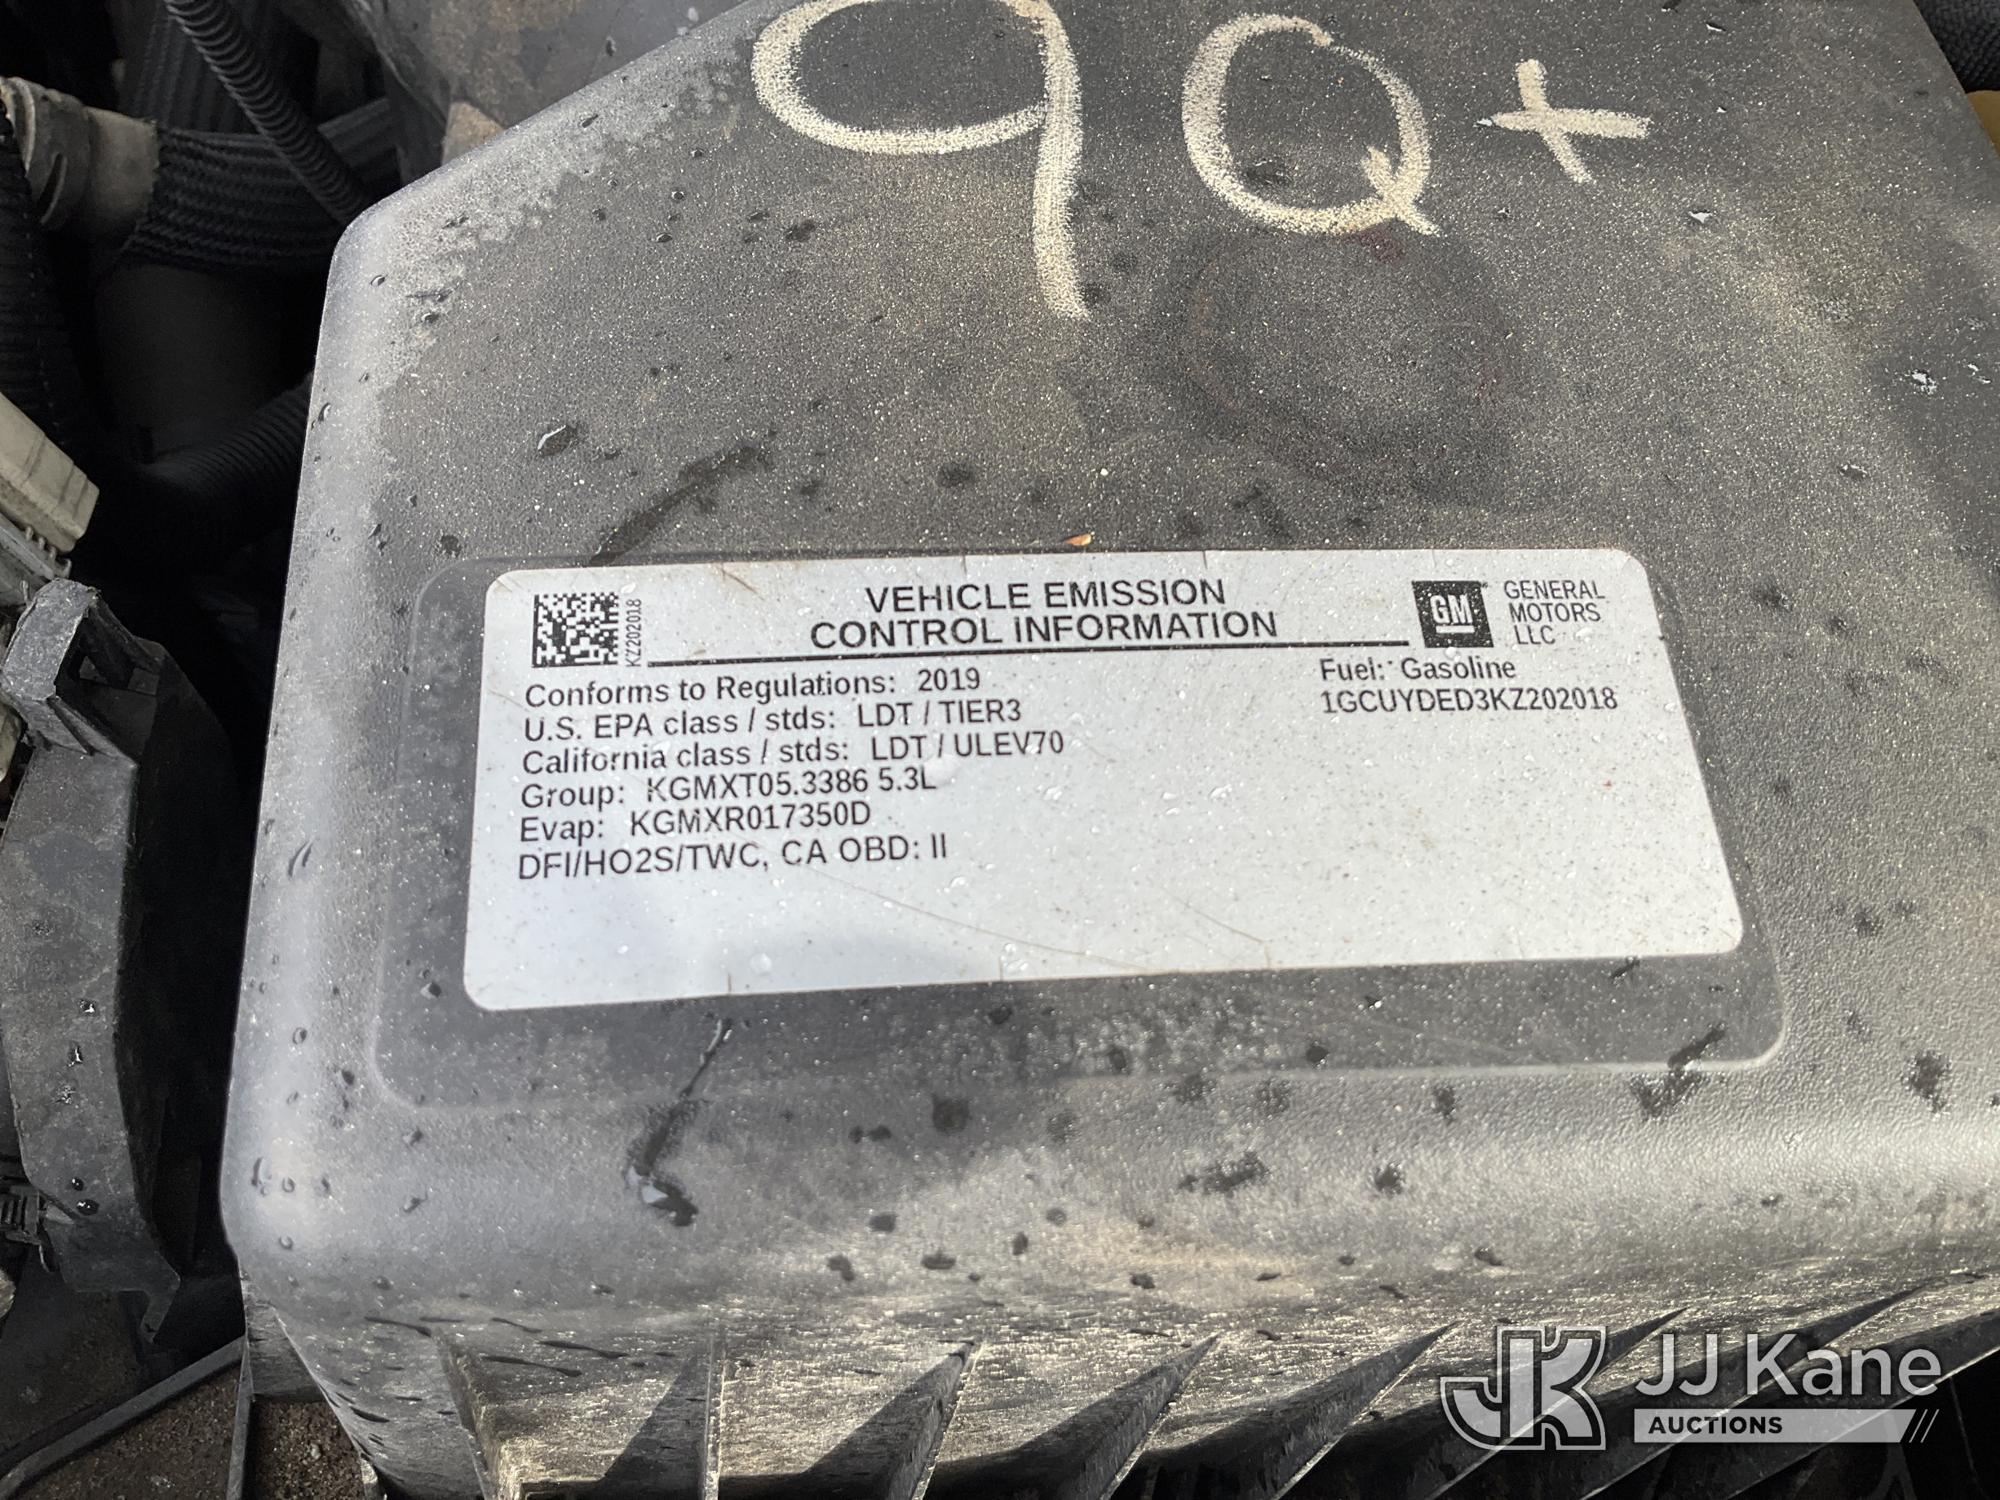 9Q+
KZ202018
VEHICLE EMISSION
CONTROL INFORMATION
GM
GENERAL
MOTORS
LLC
Conforms to Regulations: 2019
U.S. EPA class / stds: LDT / TIER3
California class / stds: LDT / ULEV70
Group: KGMXT05.3386 5.3L
Evap: KGMXR017350D
DFI/HO2S/TWC, CA OBD: II
Fuel: Gasoline
1GCUYDED3KZ202018
JK
JJ Kane
AUCTIONS